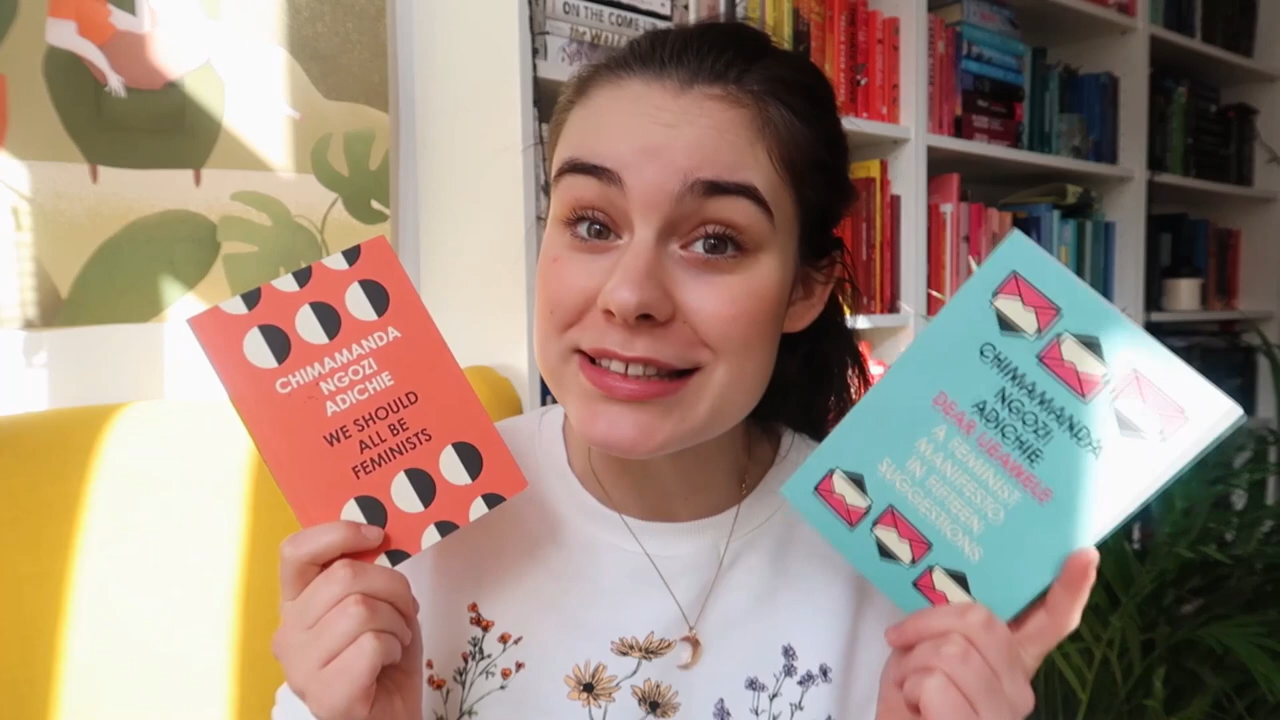 ON THE COME UP
CHIMAMANDA
NGOZI
ADICHIE
WE SHOULD
ALL BE
FEMINISTS
CHIMAMANDA
NGOZI
ADICHIE
DEAR IJEAWELE
A FEMINIST
MANIFESTO
IN FIFTEEN
SUGGESTIONS